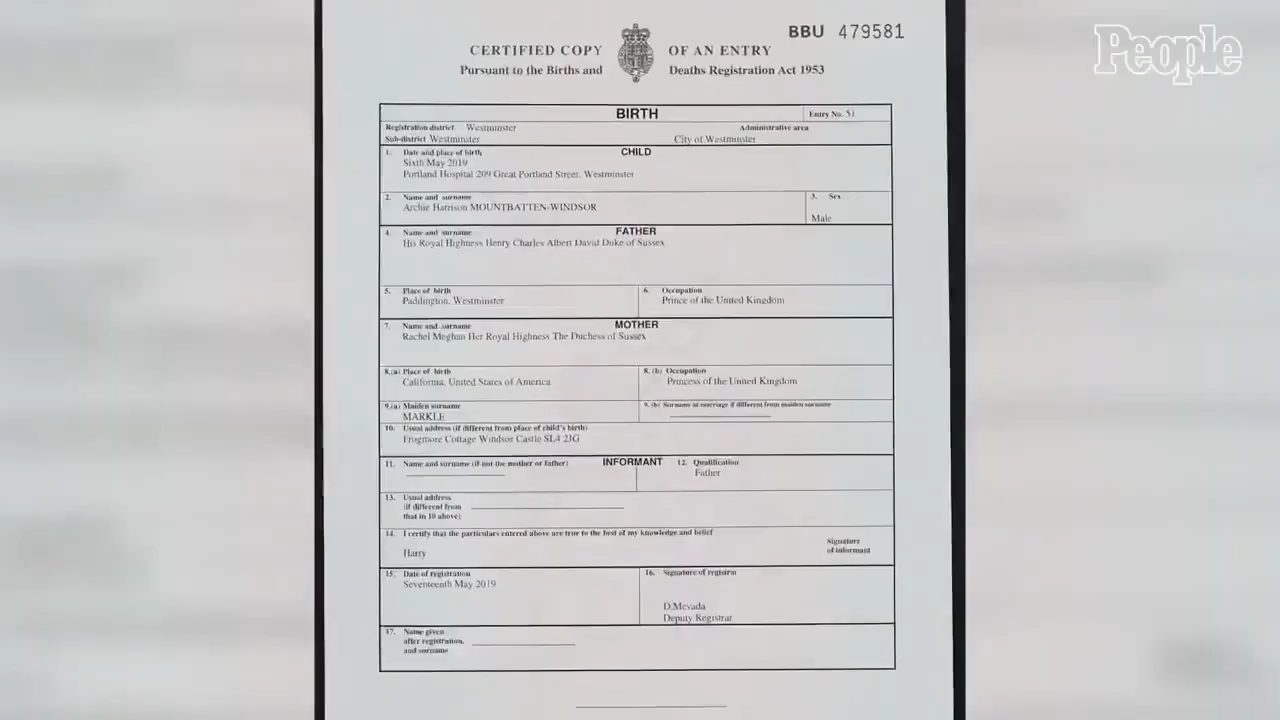 BBU 479581
People
CERTIFIED COPY OF AN ENTRY
Pursuant to the Births and Deaths Registration Act 1953
BIRTH Entry No. 51
Registration district Westminster Administrative area
Sub-district Westminster City of Westminster
1. Date and place of birth CHILD
Sixth May 2019
Portland Hospital 209 Great Portland Street, Westminster
2. Name and surname 3. Sex
Archie Harrison MOUNTBATTEN-WINDSOR
Male
4. Name and surname FATHER
His Royal Highness Henry Charles Albert David Duke of Sussex
5. Place of birth 6. Occupation
Paddington, Westminster Prince of the United Kingdom
7. Name and surname MOTHER
Rachel Meghan Her Royal Highness The Duchess of Sussex
8.(a) Place of birth 8. (b) Occupation
California, United States of America Princess of the United Kingdom
9.(a) Maiden surname 9. (b) Surname at marriage if different from maiden surname
MARKLE
10. Usual address (if different from place of child's birth)
Frogmore Cottage Windsor Castle SL4 2JG
11. Name and surname (if not the mother or father) INFORMANT 12. Qualification
Father
13. Usual address
(if different from
that in 10 above)
14. I certify that the particulars entered above are true to the best of my knowledge and belief
Signature
of informant
Harry
15. Date of registration 16. Signature of registrar
Seventeenth May 2019
D.Mevada
Deputy Registrar
17. Name given
after registration,
and surname